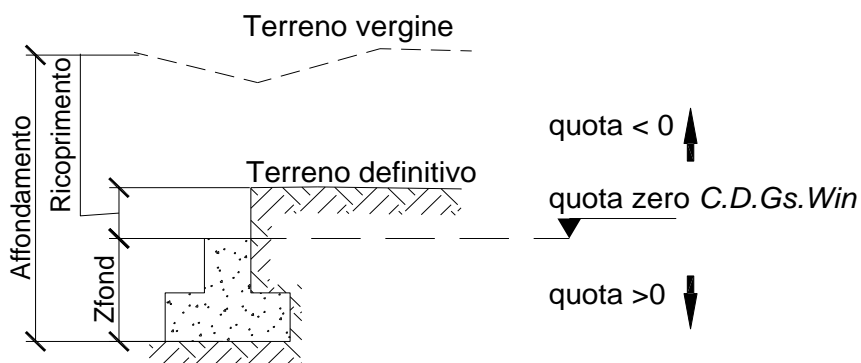 Terreno vergine
Affondamento
Ricoprimento
quota < 0
Terreno definitivo
quota zero C.D.Gs.Win
Zfond
quota >0